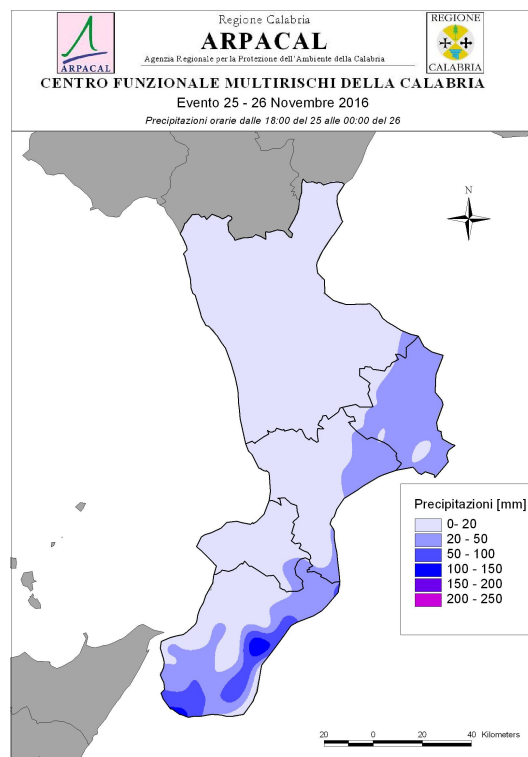 Regione Calabria
ARPACAL
Agenzia Regionale per la Protezione dell'Ambiente della Calabria
ARPACAL
REGIONE
CALABRIA
CENTRO FUNZIONALE MULTIRISCHI DELLA CALABRIA
Evento 25 - 26 Novembre 2016
Precipitazioni orarie dalle 18:00 del 25 alle 00:00 del 26
N
Precipitazioni [mm]
0- 20
20 - 50
50 - 100
100 - 150
150 - 200
200 - 250
20 0 20 40 Kilometers